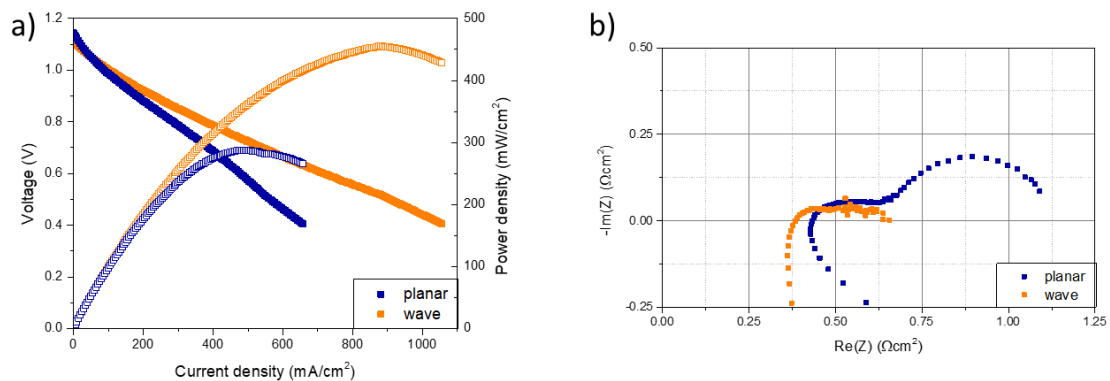 a)
1.2
1.0
0.8
0.6
0.4
0.2
0.0
Voltage (V)
500
400
300
200
100
0
Power density (mW/cm²)
0
200
400
600
800
1000
Current density (mA/cm²)
planar
wave
b)
0.50
0.25
0.00
-0.25
-Im(Z) (Ωcm²)
0.00
0.25
0.50
0.75
1.00
1.25
Re(Z) (Ωcm²)
planar
wave